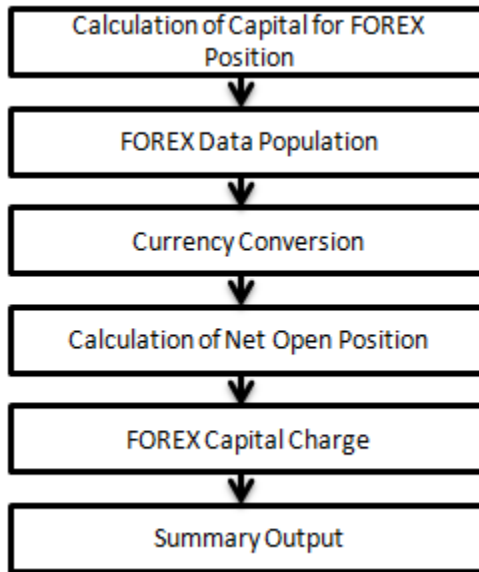 Calculation of Capital for FOREX
Position
FOREX Data Population
Currency Conversion
Calculation of Net Open Position
FOREX Capital Charge
Summary Output